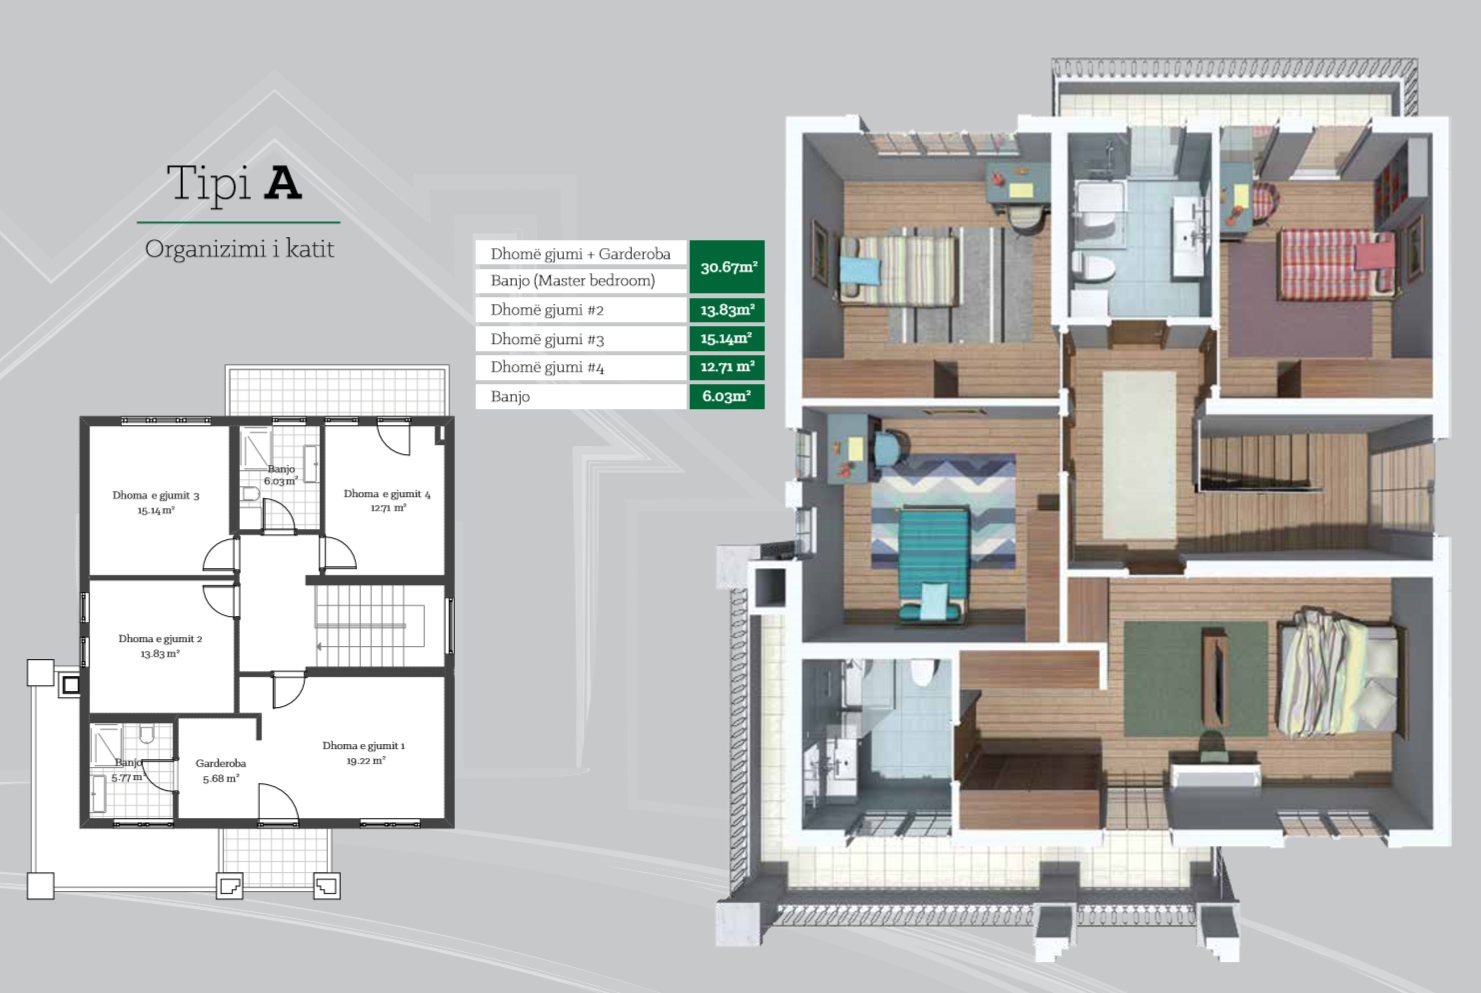 Tipi A
Organizimi i katit
Dhomë gjumi + Garderoba
Banjo (Master bedroom)
30.67m²
Dhomë gjumi #2 13.83m²
Dhomë gjumi #3 15.14m²
Dhomë gjumi #4 12.71 m²
Banjo 6.03m²
Banjo
6.03m²
Dhoma e gjumit 3
15.14 m²
Dhoma e gjumit 4
12.71 m²
Dhoma e gjumit 2
13.83 m²
Dhoma e gjumit 1
19.22 m²
Banjo
5.77 m²
Garderoba
5.68 m²